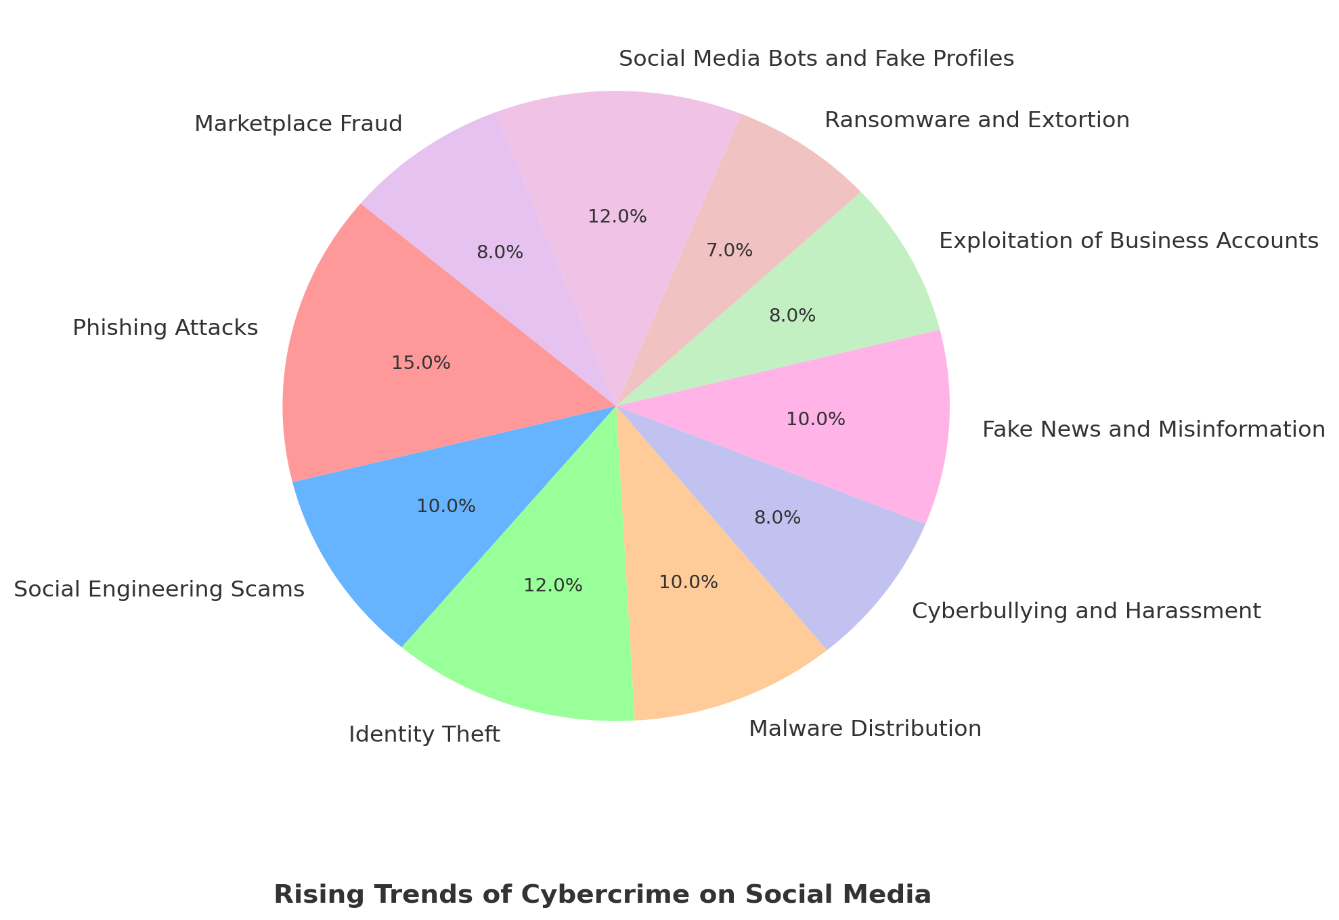 Social Media Bots and Fake Profiles
Ransomware and Extortion
Marketplace Fraud
12.0%
Exploitation of Business Accounts
7.0%
8.0%
8.0%
Phishing Attacks
15.0%
10.0%
Fake News and Misinformation
10.0%
8.0%
Social Engineering Scams
12.0%
10.0%
Cyberbullying and Harassment
Malware Distribution
Identity Theft
Rising Trends of Cybercrime on Social Media